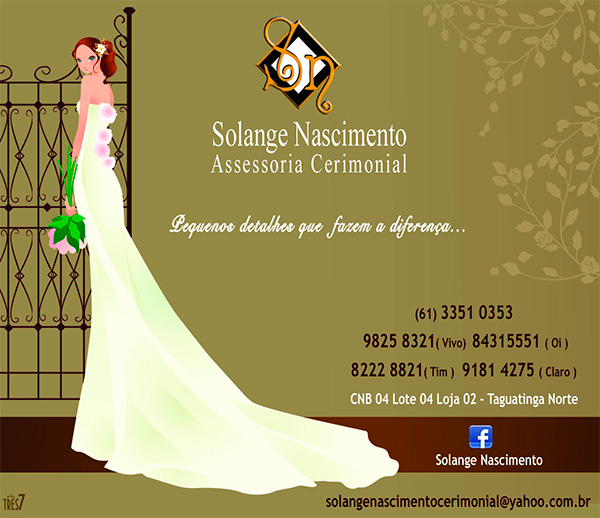 Sn
Solange Nascimento
Assessoria Cerimonial
Pequenos detalhes que fazem a diferença...
(61) 3351 0353
9825 8321( Vivo) 84315551 ( Oi )
8222 8821( Tim ) 9181 4275 ( Claro )
CNB 04 Lote 04 Loja 02 - Taguatinga Norte
f
Solange Nascimento
solangenascimentocerimonial@yahoo.com.br
TRÊS7